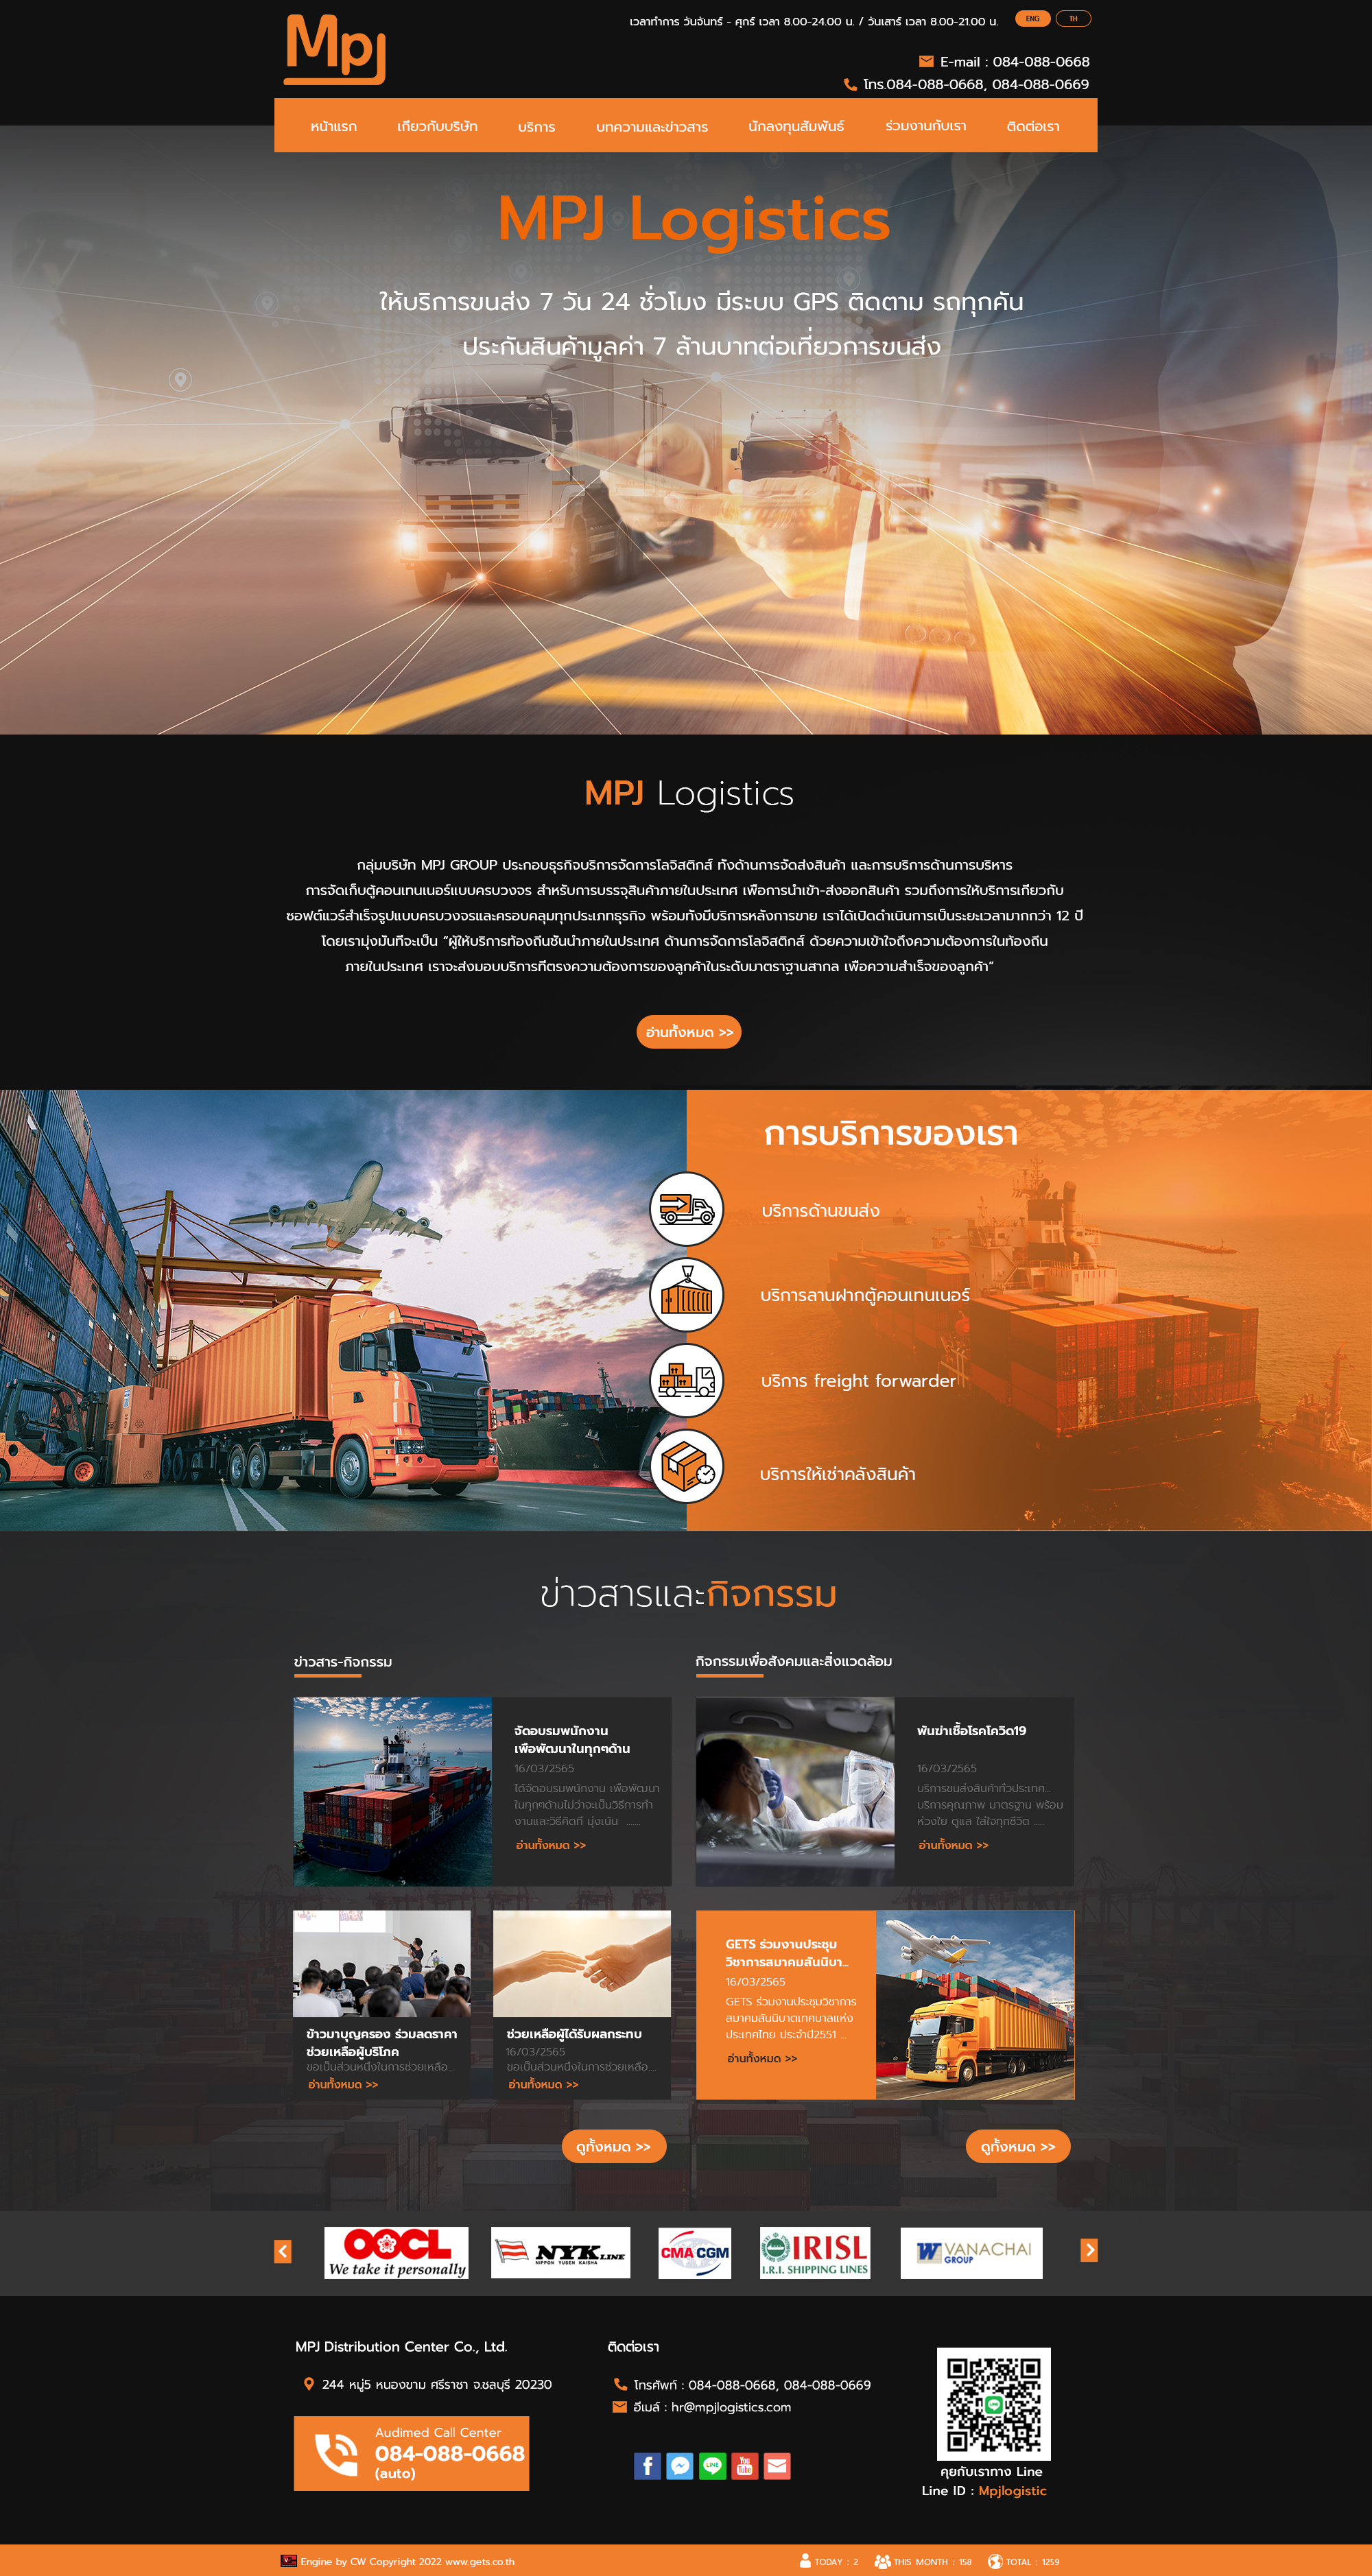 Mpj
เวลาทำการ วันจันทร์ - ศุกร์ เวลา 8.00-24.00 น. / วันเสาร์ เวลา 8.00-21.00 น.
ENG
TH
E-mail : 084-088-0668
โทร.084-088-0668, 084-088-0669
หน้าแรก
เกี่ยวกับบริษัท
บริการ
บทความและข่าวสาร
นักลงทุนสัมพันธ์
ร่วมงานกับเรา
ติดต่อเรา
MPJ Logistics
ให้บริการขนส่ง 7 วัน 24 ชั่วโมง มีระบบ GPS ติดตาม รถทุกคัน
ประกันสินค้ามูลค่า 7 ล้านบาทต่อเที่ยวการขนส่ง
MPJ Logistics
กลุ่มบริษัท MPJ GROUP ประกอบธุรกิจบริการจัดการโลจิสติกส์ ทั้งด้านการจัดส่งสินค้า และการบริการด้านการบริหาร
การจัดเก็บตู้คอนเทนเนอร์แบบครบวงจร สำหรับการบรรจุสินค้าภายในประเทศ เพื่อการนำเข้า-ส่งออกสินค้า รวมถึงการให้บริการเกี่ยวกับ
ซอฟต์แวร์สำเร็จรูปแบบครบวงจรและครอบคลุมทุกประเภทธุรกิจ พร้อมทั้งมีบริการหลังการขาย เราได้เปิดดำเนินการเป็นระยะเวลามากกว่า 12 ปี
โดยเรามุ่งมั่นที่จะเป็น "ผู้ให้บริการท้องถิ่นชั้นนำภายในประเทศ ด้านการจัดการโลจิสติกส์ ด้วยความเข้าใจถึงความต้องการในท้องถิ่น
ภายในประเทศ เราจะส่งมอบบริการที่ตรงความต้องการของลูกค้าในระดับมาตราฐานสากล เพื่อความสำเร็จของลูกค้า"
อ่านทั้งหมด >>
การบริการของเรา
บริการด้านขนส่ง
บริการลานฝากตู้คอนเทนเนอร์
บริการ freight forwarder
บริการให้เช่าคลังสินค้า
ข่าวสารและกิจกรรม
ข่าวสาร-กิจกรรม
กิจกรรมเพื่อสังคมและสิ่งแวดล้อม
จัดอบรมพนักงาน
เพื่อพัฒนาในทุกๆด้าน
16/03/2565
ได้จัดอบรมพนักงาน เพื่อพัฒนา
ในทุกๆด้านไม่ว่าจะเป็นวิธีการทำ
งานและวิธีคิดที่ มุ่งเน้น ......
อ่านทั้งหมด >>
พ่นฆ่าเชื้อโรคโควิด19
16/03/2565
บริการขนส่งสินค้าทั่วประเทศ...
บริการคุณภาพ มาตรฐาน พร้อม
ห่วงใย ดูแล ใส่ใจทุกชีวิต .....
อ่านทั้งหมด >>
ข้าวมาบุญครอง ร่วมลดราคา
ช่วยเหลือผู้บริโภค
ขอเป็นส่วนหนึ่งในการช่วยเหลือ...
อ่านทั้งหมด >>
ช่วยเหลือผู้ได้รับผลกระทบ
16/03/2565
ขอเป็นส่วนหนึ่งในการช่วยเหลือ...
อ่านทั้งหมด >>
GETS ร่วมงานประชุม
วิชาการสมาคมสันนิบา...
16/03/2565
GETS ร่วมงานประชุมวิชาการ
สมาคมสันนิบาตเทศบาลแห่ง
ประเทศไทย ประจำปี2551 ...
อ่านทั้งหมด >>
ดูทั้งหมด >>
ดูทั้งหมด >>
OOCL
We take it personally
NYK LINE
NIPPON YUSEN KAISHA
CMA CGM
IRISL
I.R.I. SHIPPING LINES
W VANACHAI
GROUP
MPJ Distribution Center Co., Ltd.
244 หมู่5 หนองขาม ศรีราชา จ.ชลบุรี 20230
Audimed Call Center
084-088-0668
(auto)
ติดต่อเรา
โทรศัพท์ : 084-088-0668, 084-088-0669
อีเมล์ : hr@mpjlogistics.com
LINE
You
Tube
คุยกับเราทาง Line
Line ID : Mpjlogistic
Engine by CW Copyright 2022 www.gets.co.th
TODAY : 2
THIS MONTH : 158
TOTAL : 1259